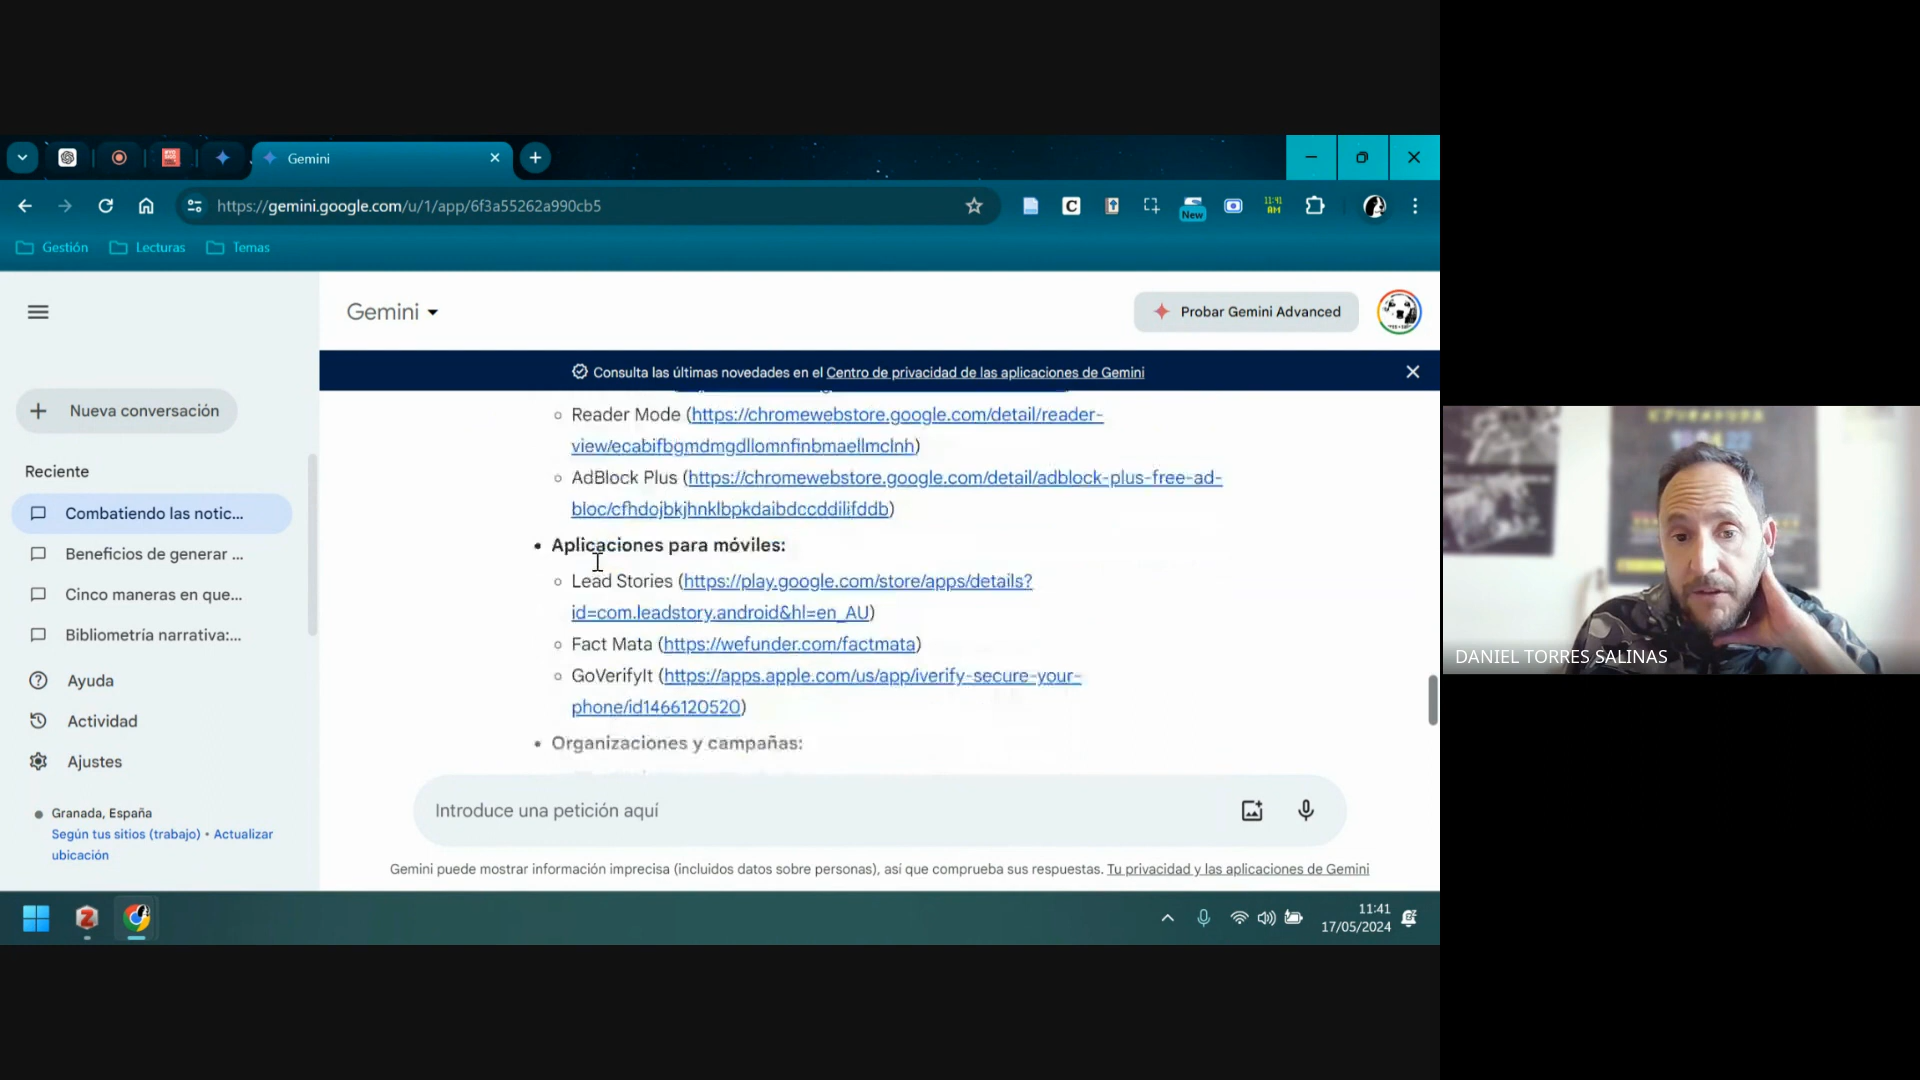 Gemini
https://gemini.google.com/u/1/app/6f3a55262a990cb5
New
11:41
AM
Gestión
Lecturas
Temas
Gemini
Probar Gemini Advanced
Consulta las últimas novedades en el Centro de privacidad de las aplicaciones de Gemini
Nueva conversación
Reciente
Combatiendo las notic...
Beneficios de generar ...
Cinco maneras en que...
Bibliometría narrativa:...
Ayuda
Actividad
Ajustes
Granada, España
Según tus sitios (trabajo) • Actualizar
ubicación
Reader Mode (https://chromewebstore.google.com/detail/reader-
view/ecabifbgmdmgdllomnfinbmaellmclnh)
AdBlock Plus (https://chromewebstore.google.com/detail/adblock-plus-free-ad-
bloc/cfhdojbkjhnklbpkdaibdccddilifddb)
• Aplicaciones para móviles:
Lead Stories (https://play.google.com/store/apps/details?
id=com.leadstory.android&hl=en_AU)
Fact Mata (https://wefunder.com/factmata)
GoVerifyIt (https://apps.apple.com/us/app/iverify-secure-your-
phone/id1466120520)
• Organizaciones y campañas:
Introduce una petición aquí
Gemini puede mostrar información imprecisa (incluidos datos sobre personas), así que comprueba sus respuestas. Tu privacidad y las aplicaciones de Gemini
11:41
17/05/2024
DANIEL TORRES SALINAS